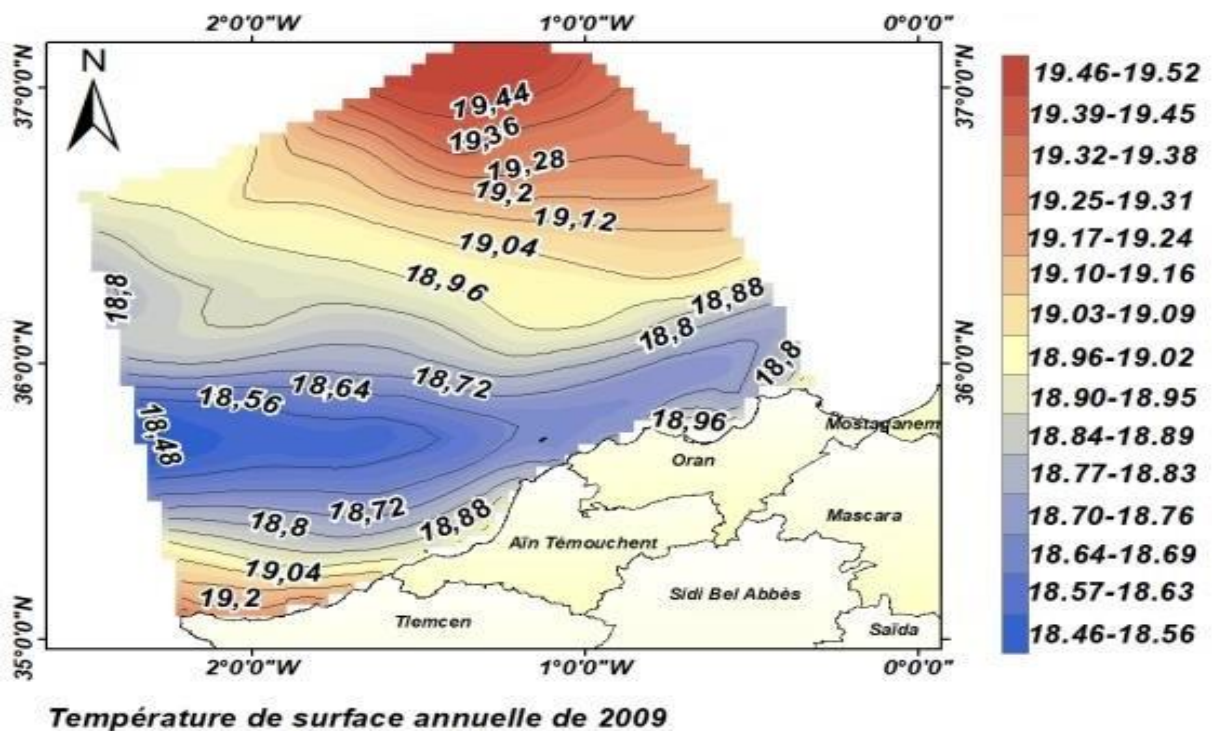 2°0'0"W 1°0'0"W 0°0'0"
N
37°0'0"N
36°0'0"N
35°0'0"N
37°0'0"N
36°0'0"N
19,44
19,36
19,28
19,2
19,12
19,04
18,96
18,88
18,8
18,8
18,8
18,72
18,64
18,56
18,48
18,96
18,72
18,88
18,8
19,04
19,2
Mostaganem
Oran
Mascara
Aïn Témouchent
Sidi Bel Abbès
Tlemcen
Saïda
2°0'0"W 1°0'0"W 0°0'0"
19.46-19.52
19.39-19.45
19.32-19.38
19.25-19.31
19.17-19.24
19.10-19.16
19.03-19.09
18.96-19.02
18.90-18.95
18.84-18.89
18.77-18.83
18.70-18.76
18.64-18.69
18.57-18.63
18.46-18.56
Température de surface annuelle de 2009